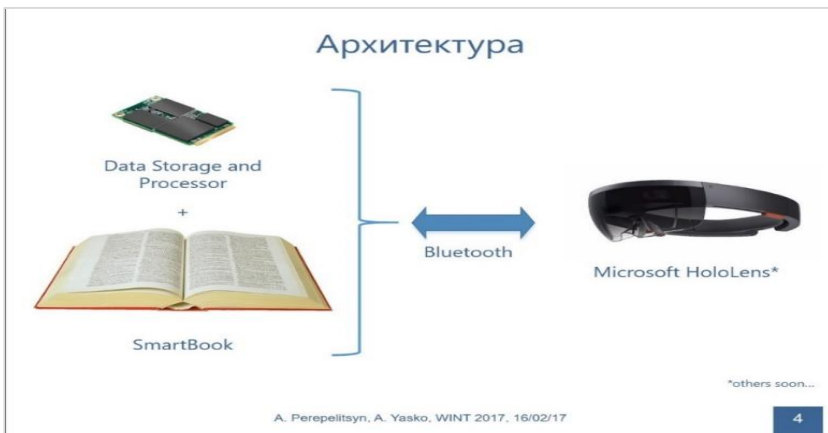 Архитектура
Data Storage and
Processor
+
SmartBook
Bluetooth
Microsoft HoloLens*
*others soon...
A. Perepelitsyn, A. Yasko, WINT 2017, 16/02/17
4